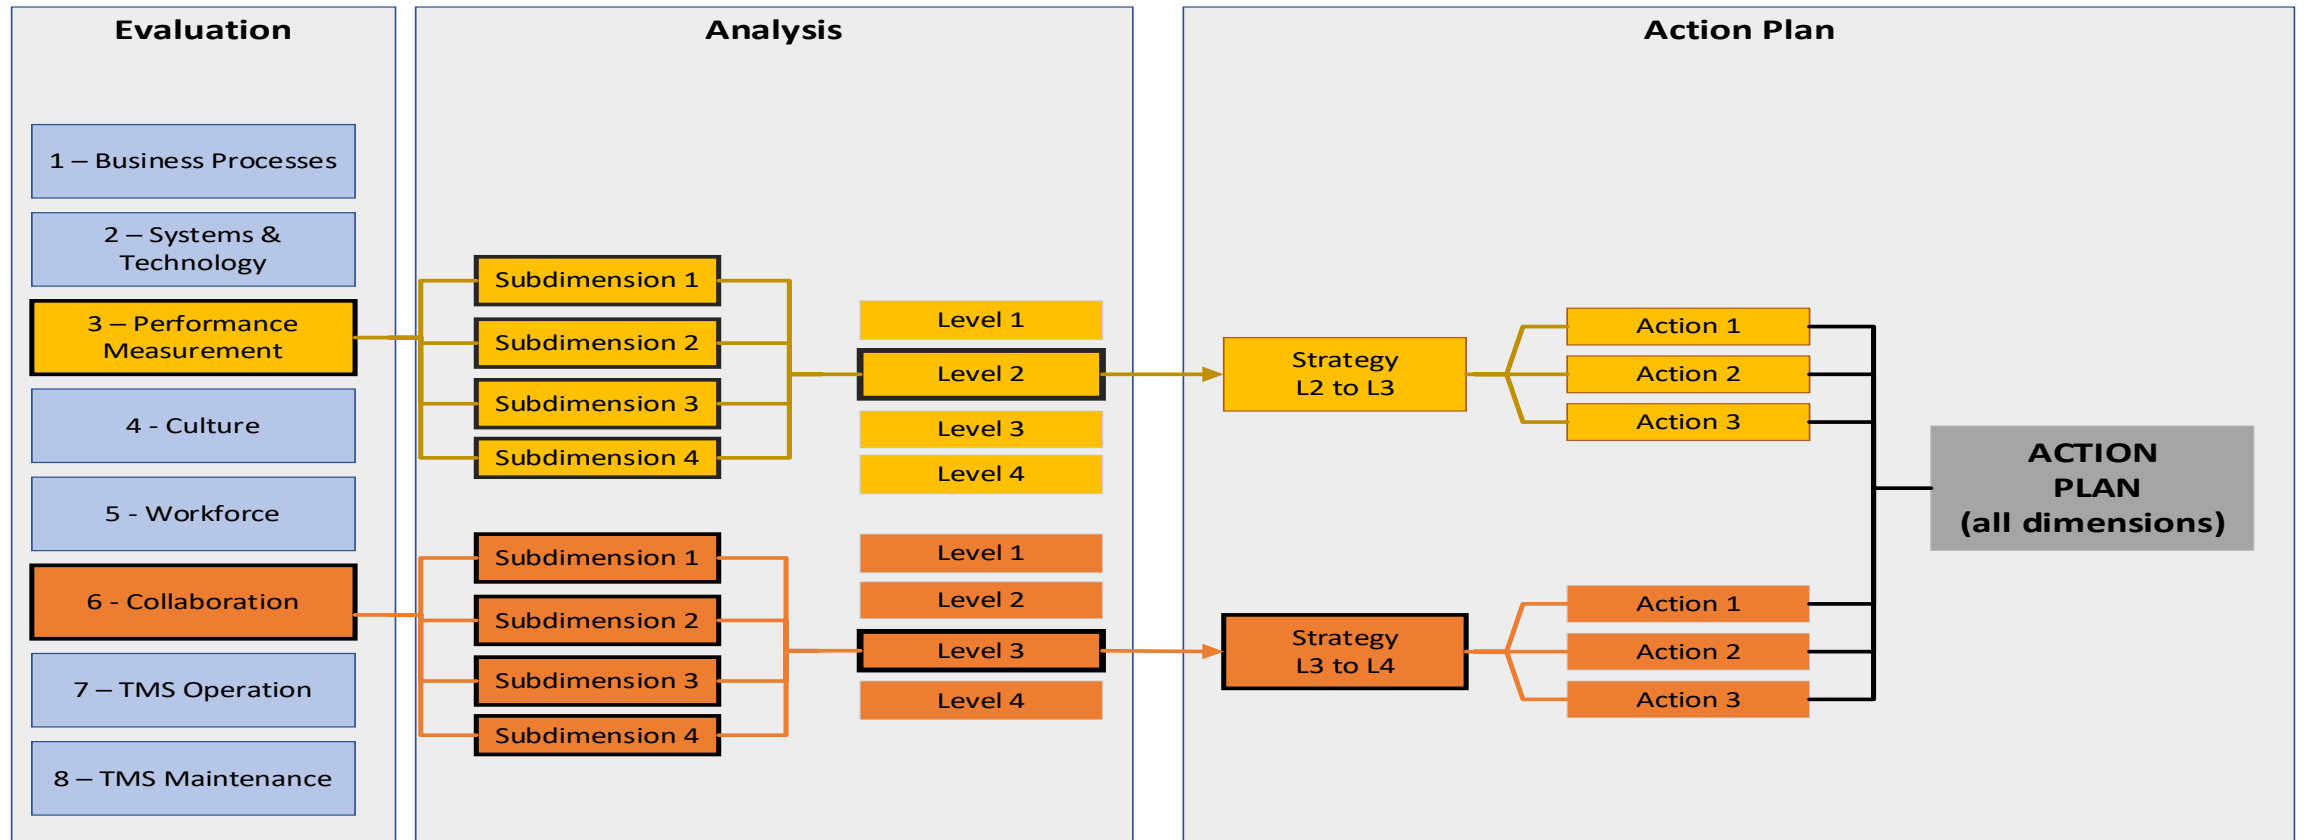 Evaluation
1 – Business Processes
2 – Systems &
Technology
3 – Performance
Measurement
4 - Culture
5 - Workforce
6 - Collaboration
7 – TMS Operation
8 – TMS Maintenance
Analysis
Subdimension 1
Subdimension 2
Subdimension 3
Subdimension 4
Level 1
Level 2
Level 3
Level 4
Subdimension 1
Subdimension 2
Subdimension 3
Subdimension 4
Level 1
Level 2
Level 3
Level 4
Action Plan
Strategy
L2 to L3
Action 1
Action 2
Action 3
Strategy
L3 to L4
Action 1
Action 2
Action 3
ACTION
PLAN
(all dimensions)